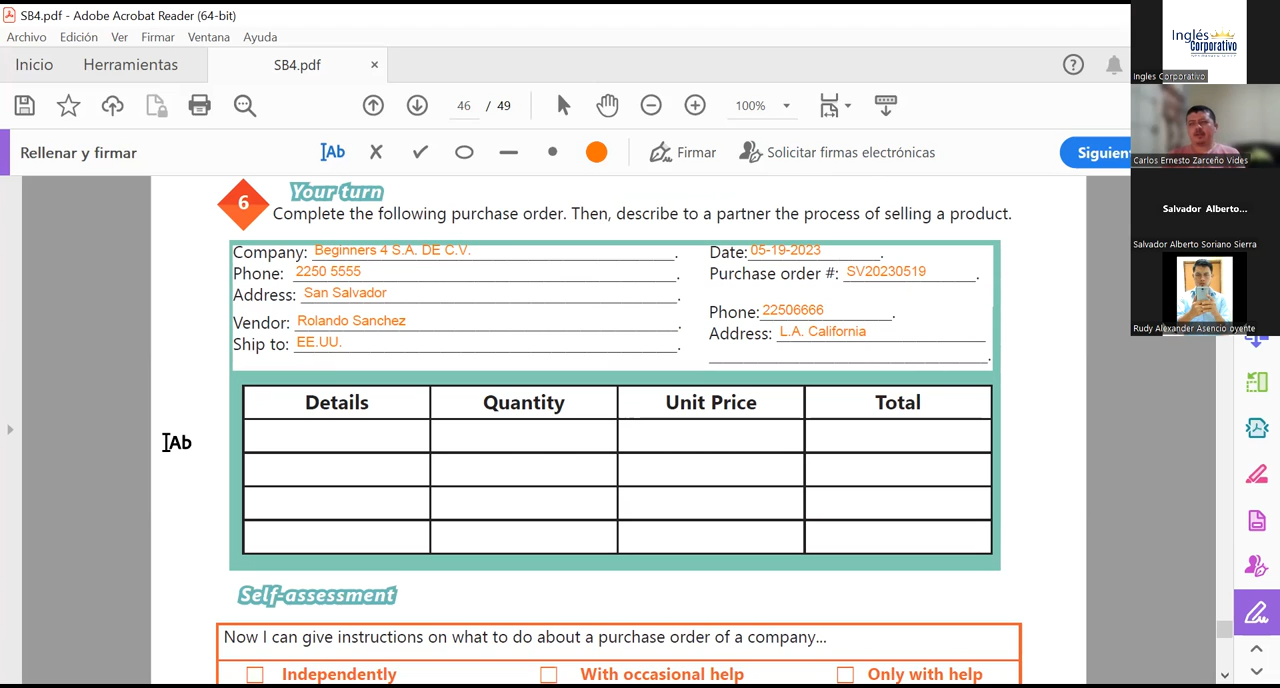 SB4.pdf - Adobe Acrobat Reader (64-bit)
Archivo Edición Ver Firmar Ventana Ayuda
Inicio Herramientas SB4.pdf ×
46 / 49 100%
Rellenar y firmar
Ab Firmar Solicitar firmas electrónicas Siguien
Inglés
Corporativo
Ingles Corporativo
Carlos Ernesto Zarceño Vides
Salvador Alberto...
Salvador Alberto Soriano Sierra
Rudy Alexander Asencio oyente
6 Your turn
Complete the following purchase order. Then, describe to a partner the process of selling a product.
Company: Beginners 4 S.A. DE C.V. Date: 05-19-2023
Phone: 2250 5555 Purchase order #: SV20230519
Address: San Salvador
Phone: 22506666
Vendor: Rolando Sanchez Address: L.A. California
Ship to: EE.UU.
Details Quantity Unit Price Total
Ab
Self-assessment
Now I can give instructions on what to do about a purchase order of a company...
Independently With occasional help Only with help